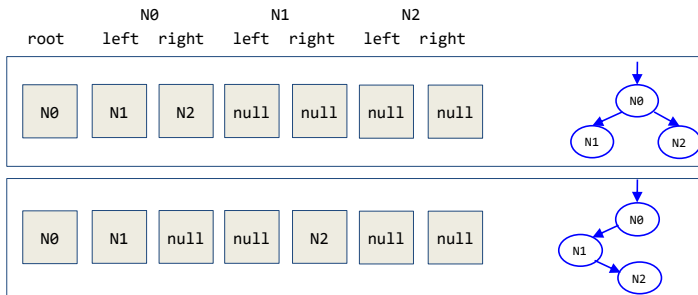 N0 N1 N2
root left right left right left right
N0 N1 N2 null null null null
N0
N1 N2
N0 N1 null null N2 null null
N0
N1
N2